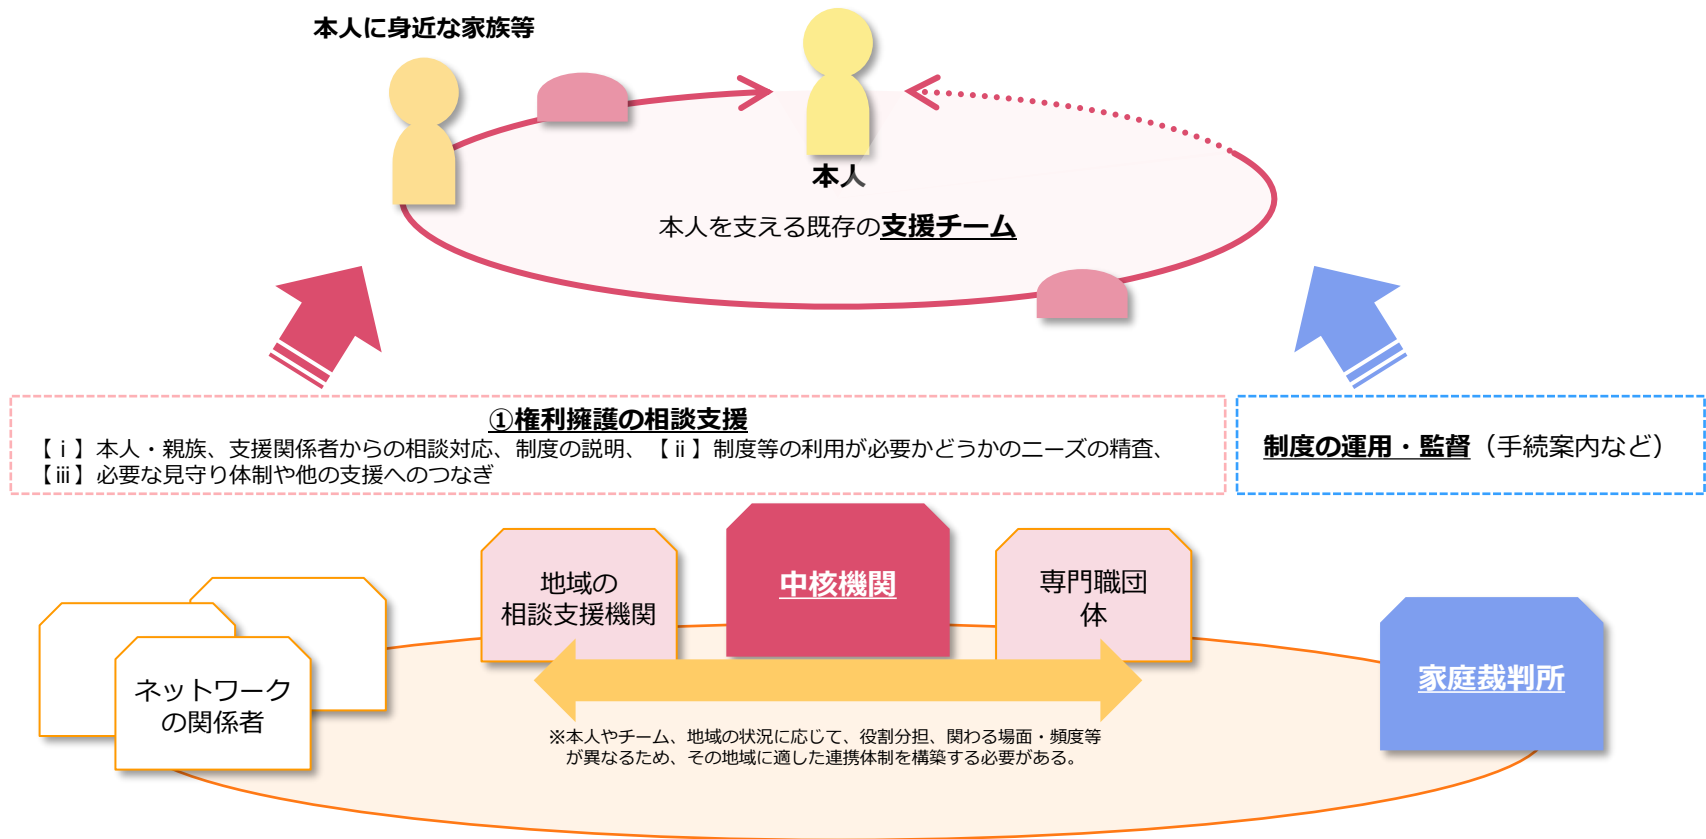 本人に身近な家族等
本人
本人を支える既存の支援チーム
①権利擁護の相談支援
【ⅰ】本人・親族、支援関係者からの相談対応、制度の説明、【ⅱ】制度等の利用が必要かどうかのニーズの精査、
【ⅲ】必要な見守り体制や他の支援へのつなぎ
制度の運用・監督（手続案内など）
地域の
相談支援機関
中核機関
専門職団
体
家庭裁判所
ネットワーク
の関係者
※本人やチーム、地域の状況に応じて、役割分担、関わる場面・頻度等
が異なるため、その地域に適した連携体制を構築する必要がある。